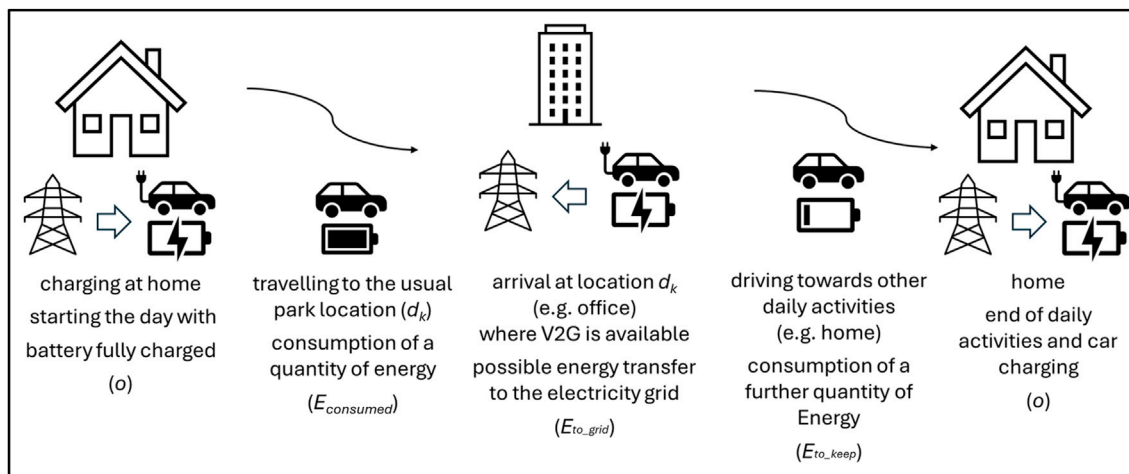 charging at home
starting the day with
battery fully charged
(o)
travelling to the usual
park location (dk)
consumption of a
quantity of energy
(Econsumed)
arrival at location dk
(e.g. office)
where V2G is available
possible energy transfer
to the electricity grid
(Eto_grid)
driving towards other
daily activities
(e.g. home)
consumption of a
further quantity of
Energy
(Eto_keep)
home
end of daily
activities and car
charging
(o)